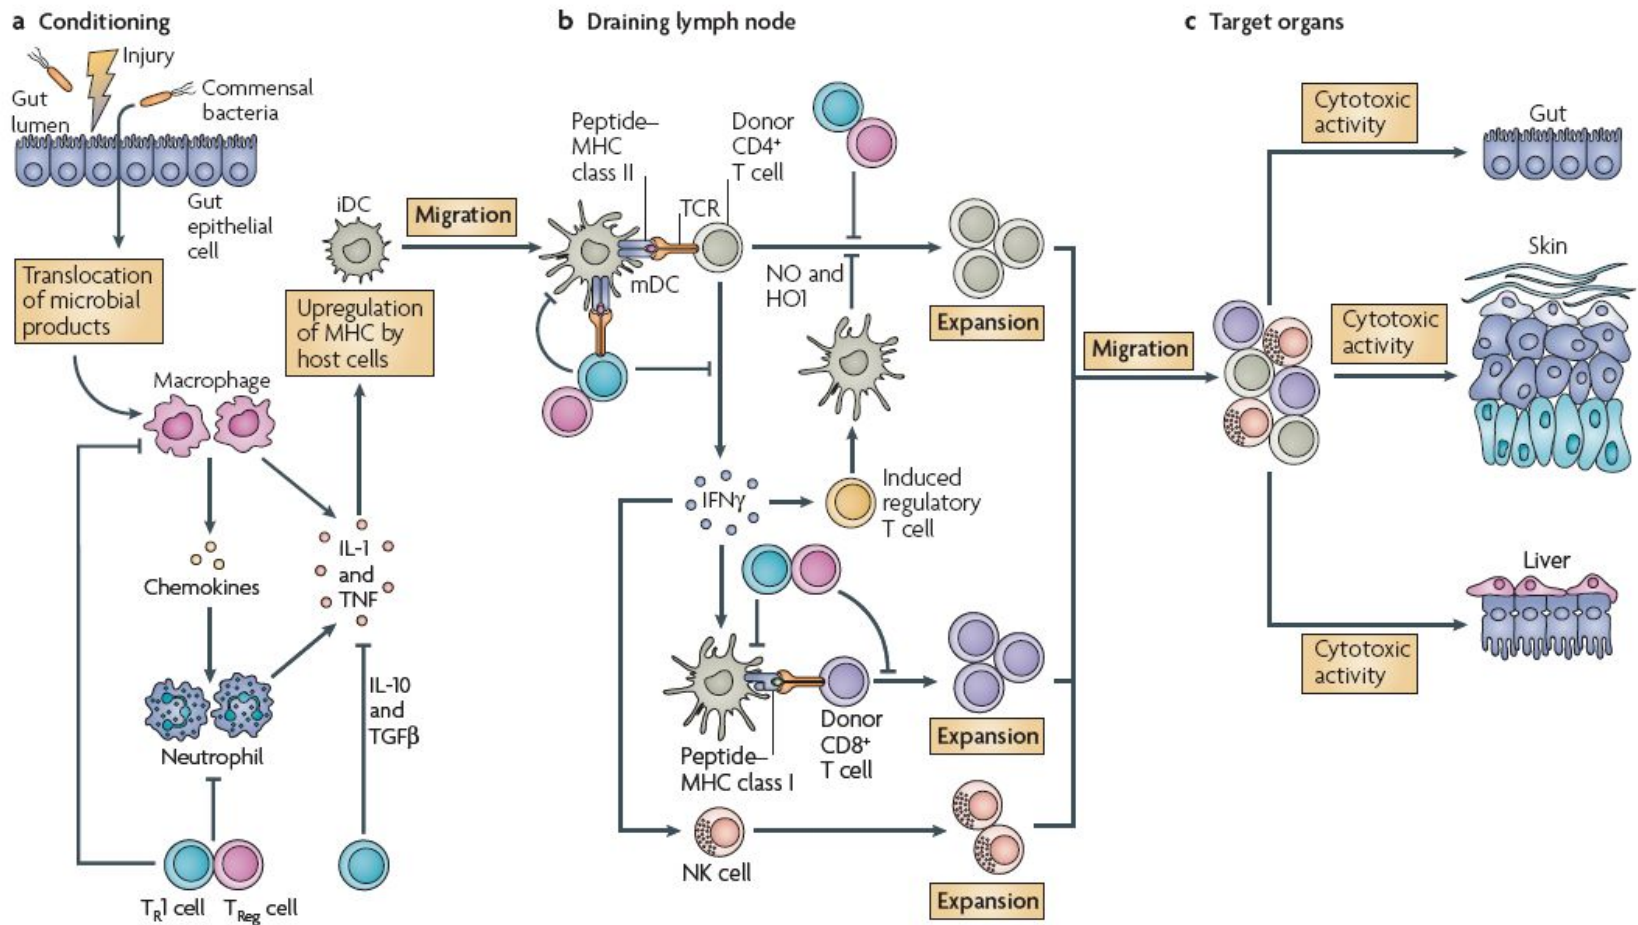 a Conditioning
Injury
Commensal
bacteria
Gut
lumen
Gut
epithelial
cell
Translocation
of microbial
products
iDC
Migration
Upregulation
of MHC by
host cells
Macrophage
Chemokines
IL-1
and
TNF
Neutrophil
IL-10
and
TGFβ
TR1 cell
TReg cell
b Draining lymph node
Peptide–
MHC
class II
Donor
CD4+
T cell
TCR
mDC
NO and
HO1
Expansion
IFNγ
Induced
regulatory
T cell
Peptide–
MHC class I
Donor
CD8+
T cell
Expansion
NK cell
Expansion
Migration
c Target organs
Cytotoxic
activity
Gut
Skin
Cytotoxic
activity
Liver
Cytotoxic
activity